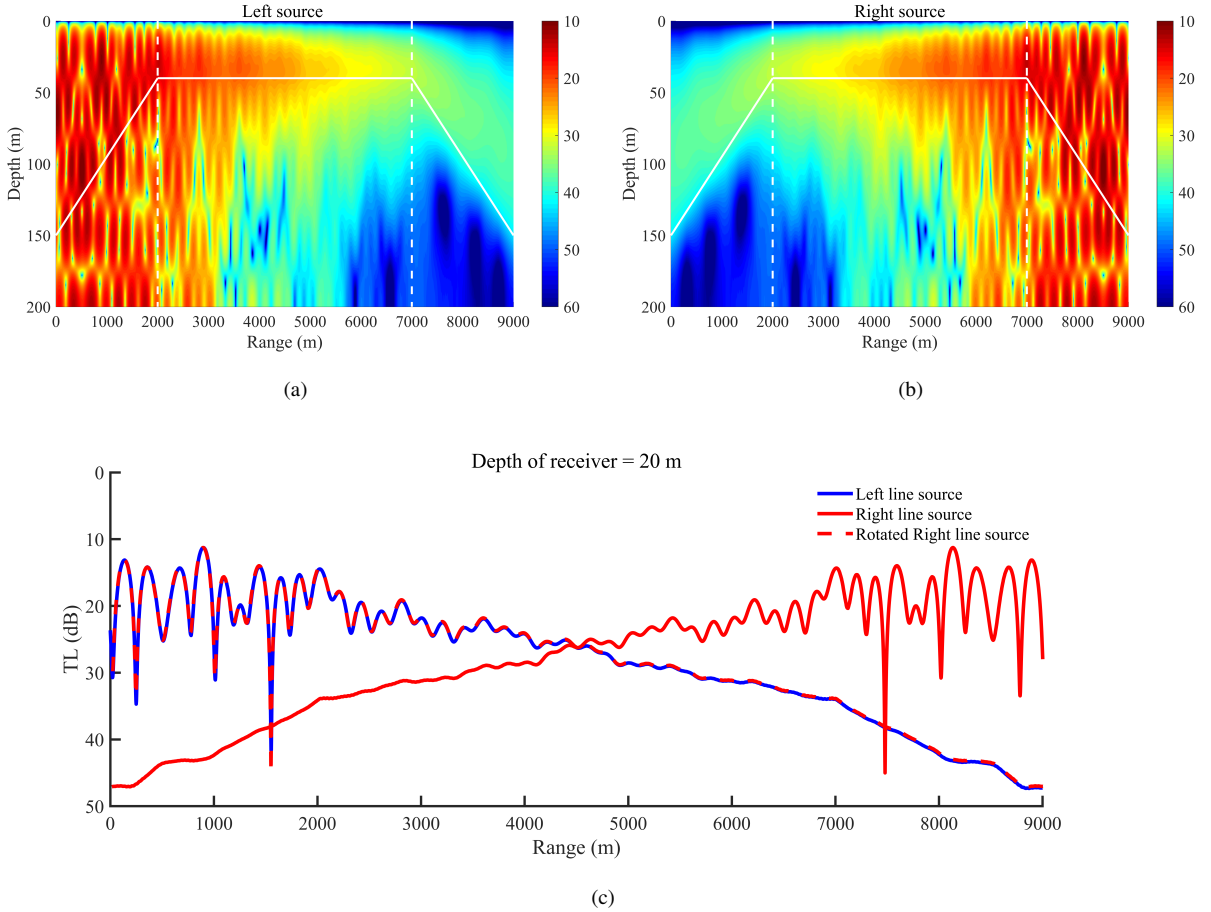 Left source
0
50
100
150
200
Depth (m)
0 1000 2000 3000 4000 5000 6000 7000 8000 9000
Range (m)
10
20
30
40
50
60
(a)
Right source
0
50
100
150
200
Depth (m)
0 1000 2000 3000 4000 5000 6000 7000 8000 9000
Range (m)
10
20
30
40
50
60
(b)
Depth of receiver = 20 m
0
10
20
30
40
50
TL (dB)
Left line source
Right line source
Rotated Right line source
0 1000 2000 3000 4000 5000 6000 7000 8000 9000
Range (m)
(c)